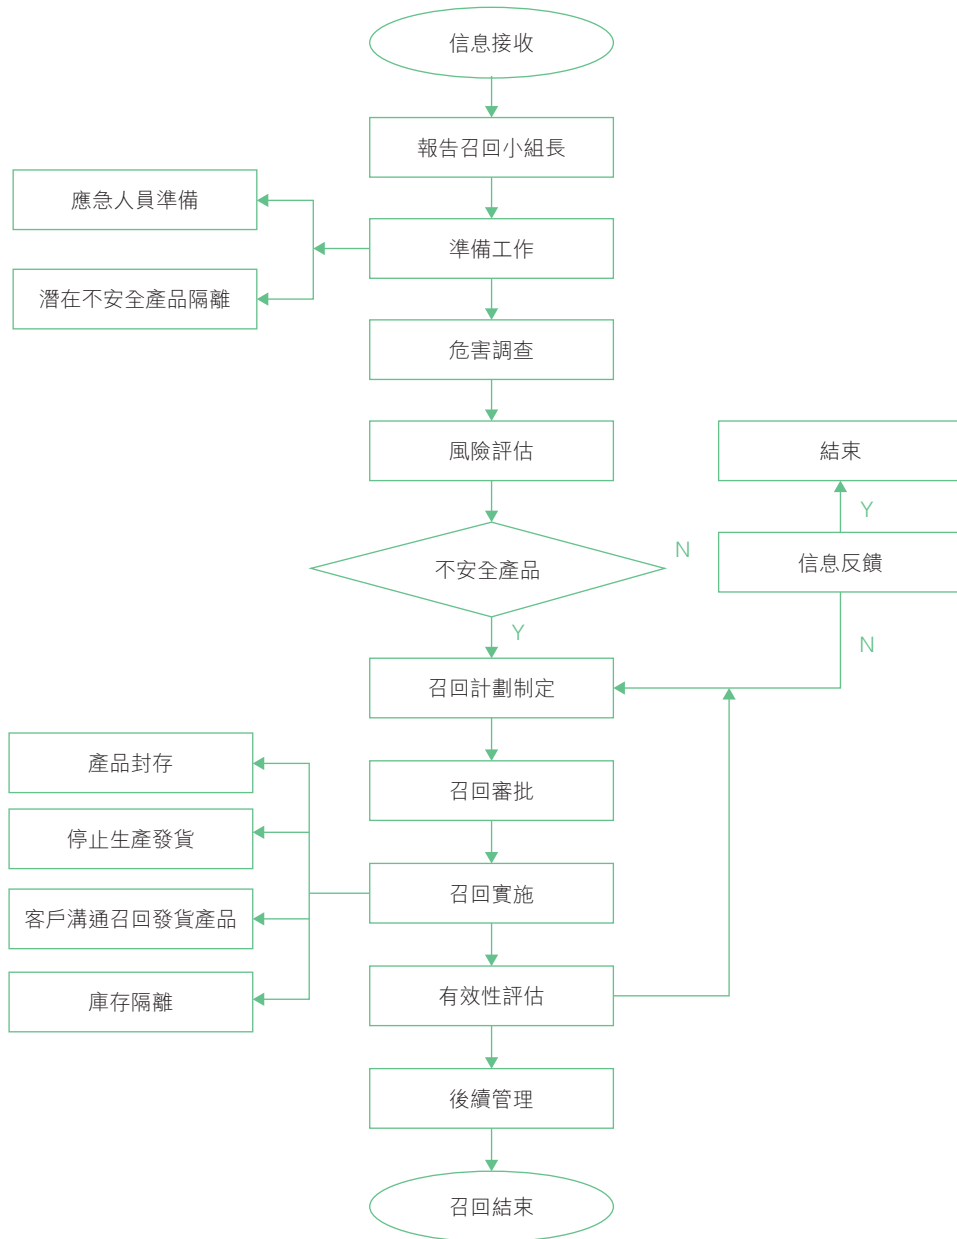 信息接收
報告召回小組長
應急人員準備
準備工作
潛在不安全產品隔離
危害調查
風險評估
結束
Y
N
不安全產品
信息反饋
Y
N
召回計劃制定
產品封存
召回審批
停止生產發貨
召回實施
客戶溝通召回發貨產品
有效性評估
庫存隔離
後續管理
召回結束